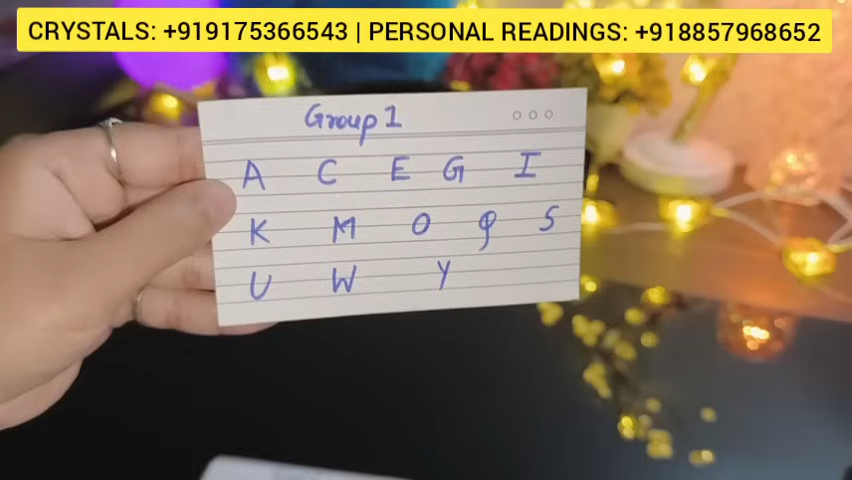 CRYSTALS: +919175366543 | PERSONAL READINGS: +918857968652
Group 1
A C E G I
K M O Q S
U W Y